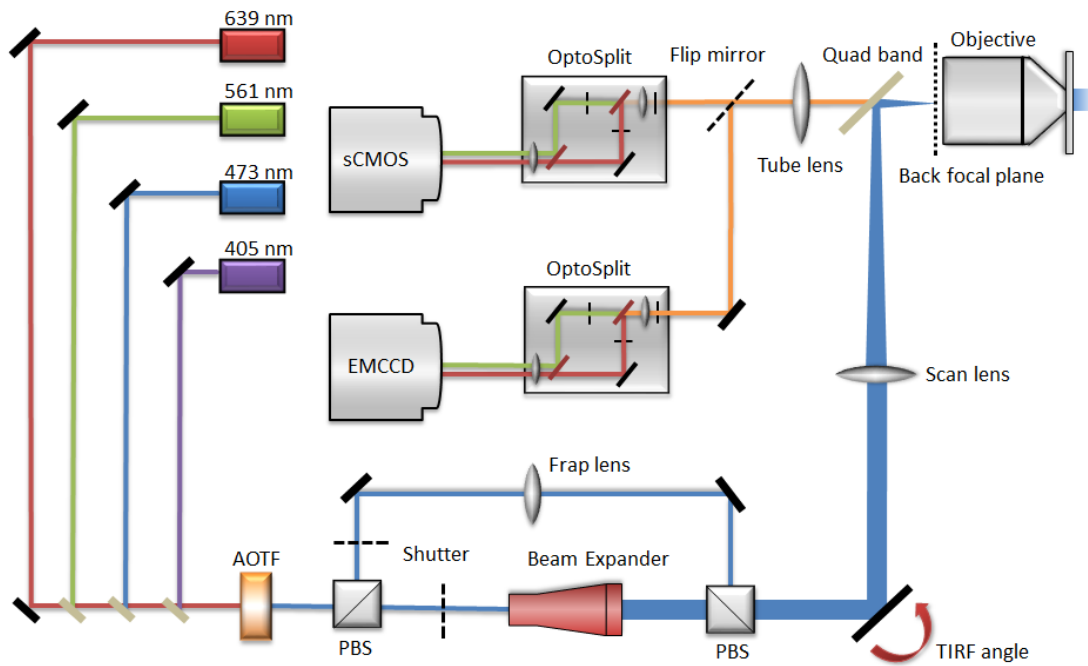 639 nm
561 nm
473 nm
405 nm
OptoSplit
Flip mirror
Quad band
Objective
sCMOS
Tube lens
Back focal plane
OptoSplit
EMCCD
Scan lens
Frap lens
AOTF
Shutter
Beam Expander
PBS
PBS
TIRF angle